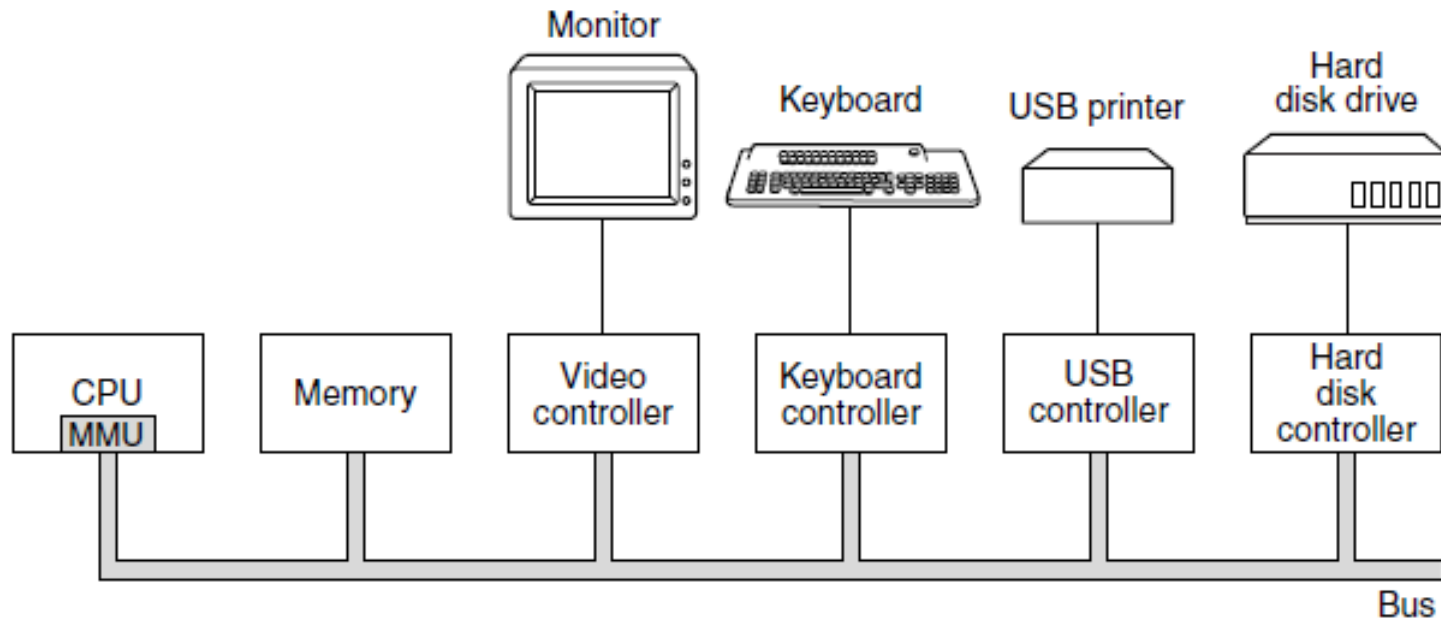 Monitor
Keyboard
USB printer
Hard
disk drive
CPU
MMU
Memory
Video
controller
Keyboard
controller
USB
controller
Hard
disk
controller
Bus